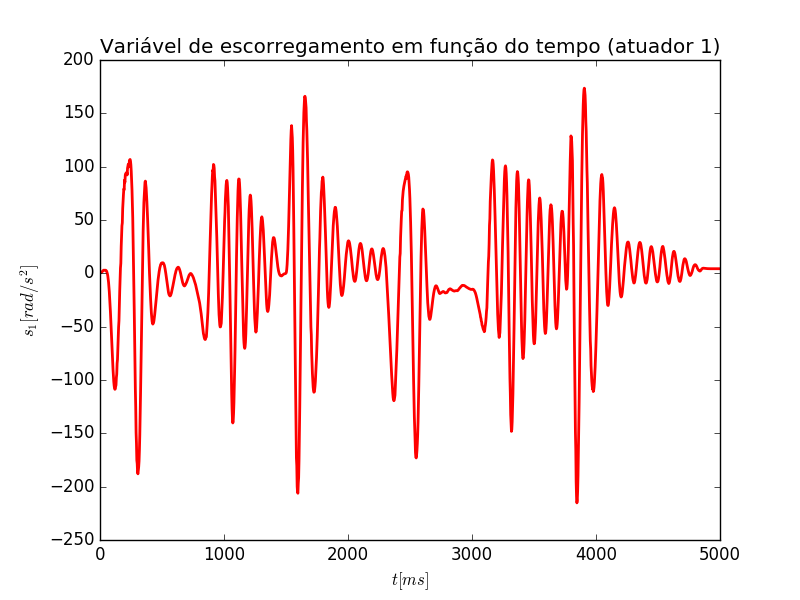 Variável de escorregamento em função do tempo (atuador 1)
200
150
100
50
0
−50
−100
−150
−200
−250
s₁[rad/s²]
0 1000 2000 3000 4000 5000
t[ms]